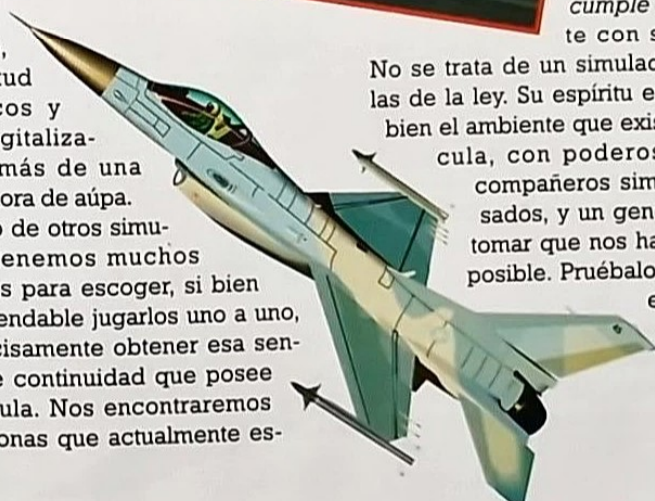 tud
cos y
gitaliza-
más de una
ora de aúpa.
o de otros simu-
enemos muchos
s para escoger, si bien
endable jugarlos uno a uno,
cisamente obtener esa sen-
e continuidad que posee
ula. Nos encontraremos
onas que actualmente es-
cumple
te con s
No se trata de un simulac
las de la ley. Su espíritu e
bien el ambiente que exis
cula, con poderos
compañeros sim
sados, y un gen
tomar que nos ha
posible. Pruébalo
e